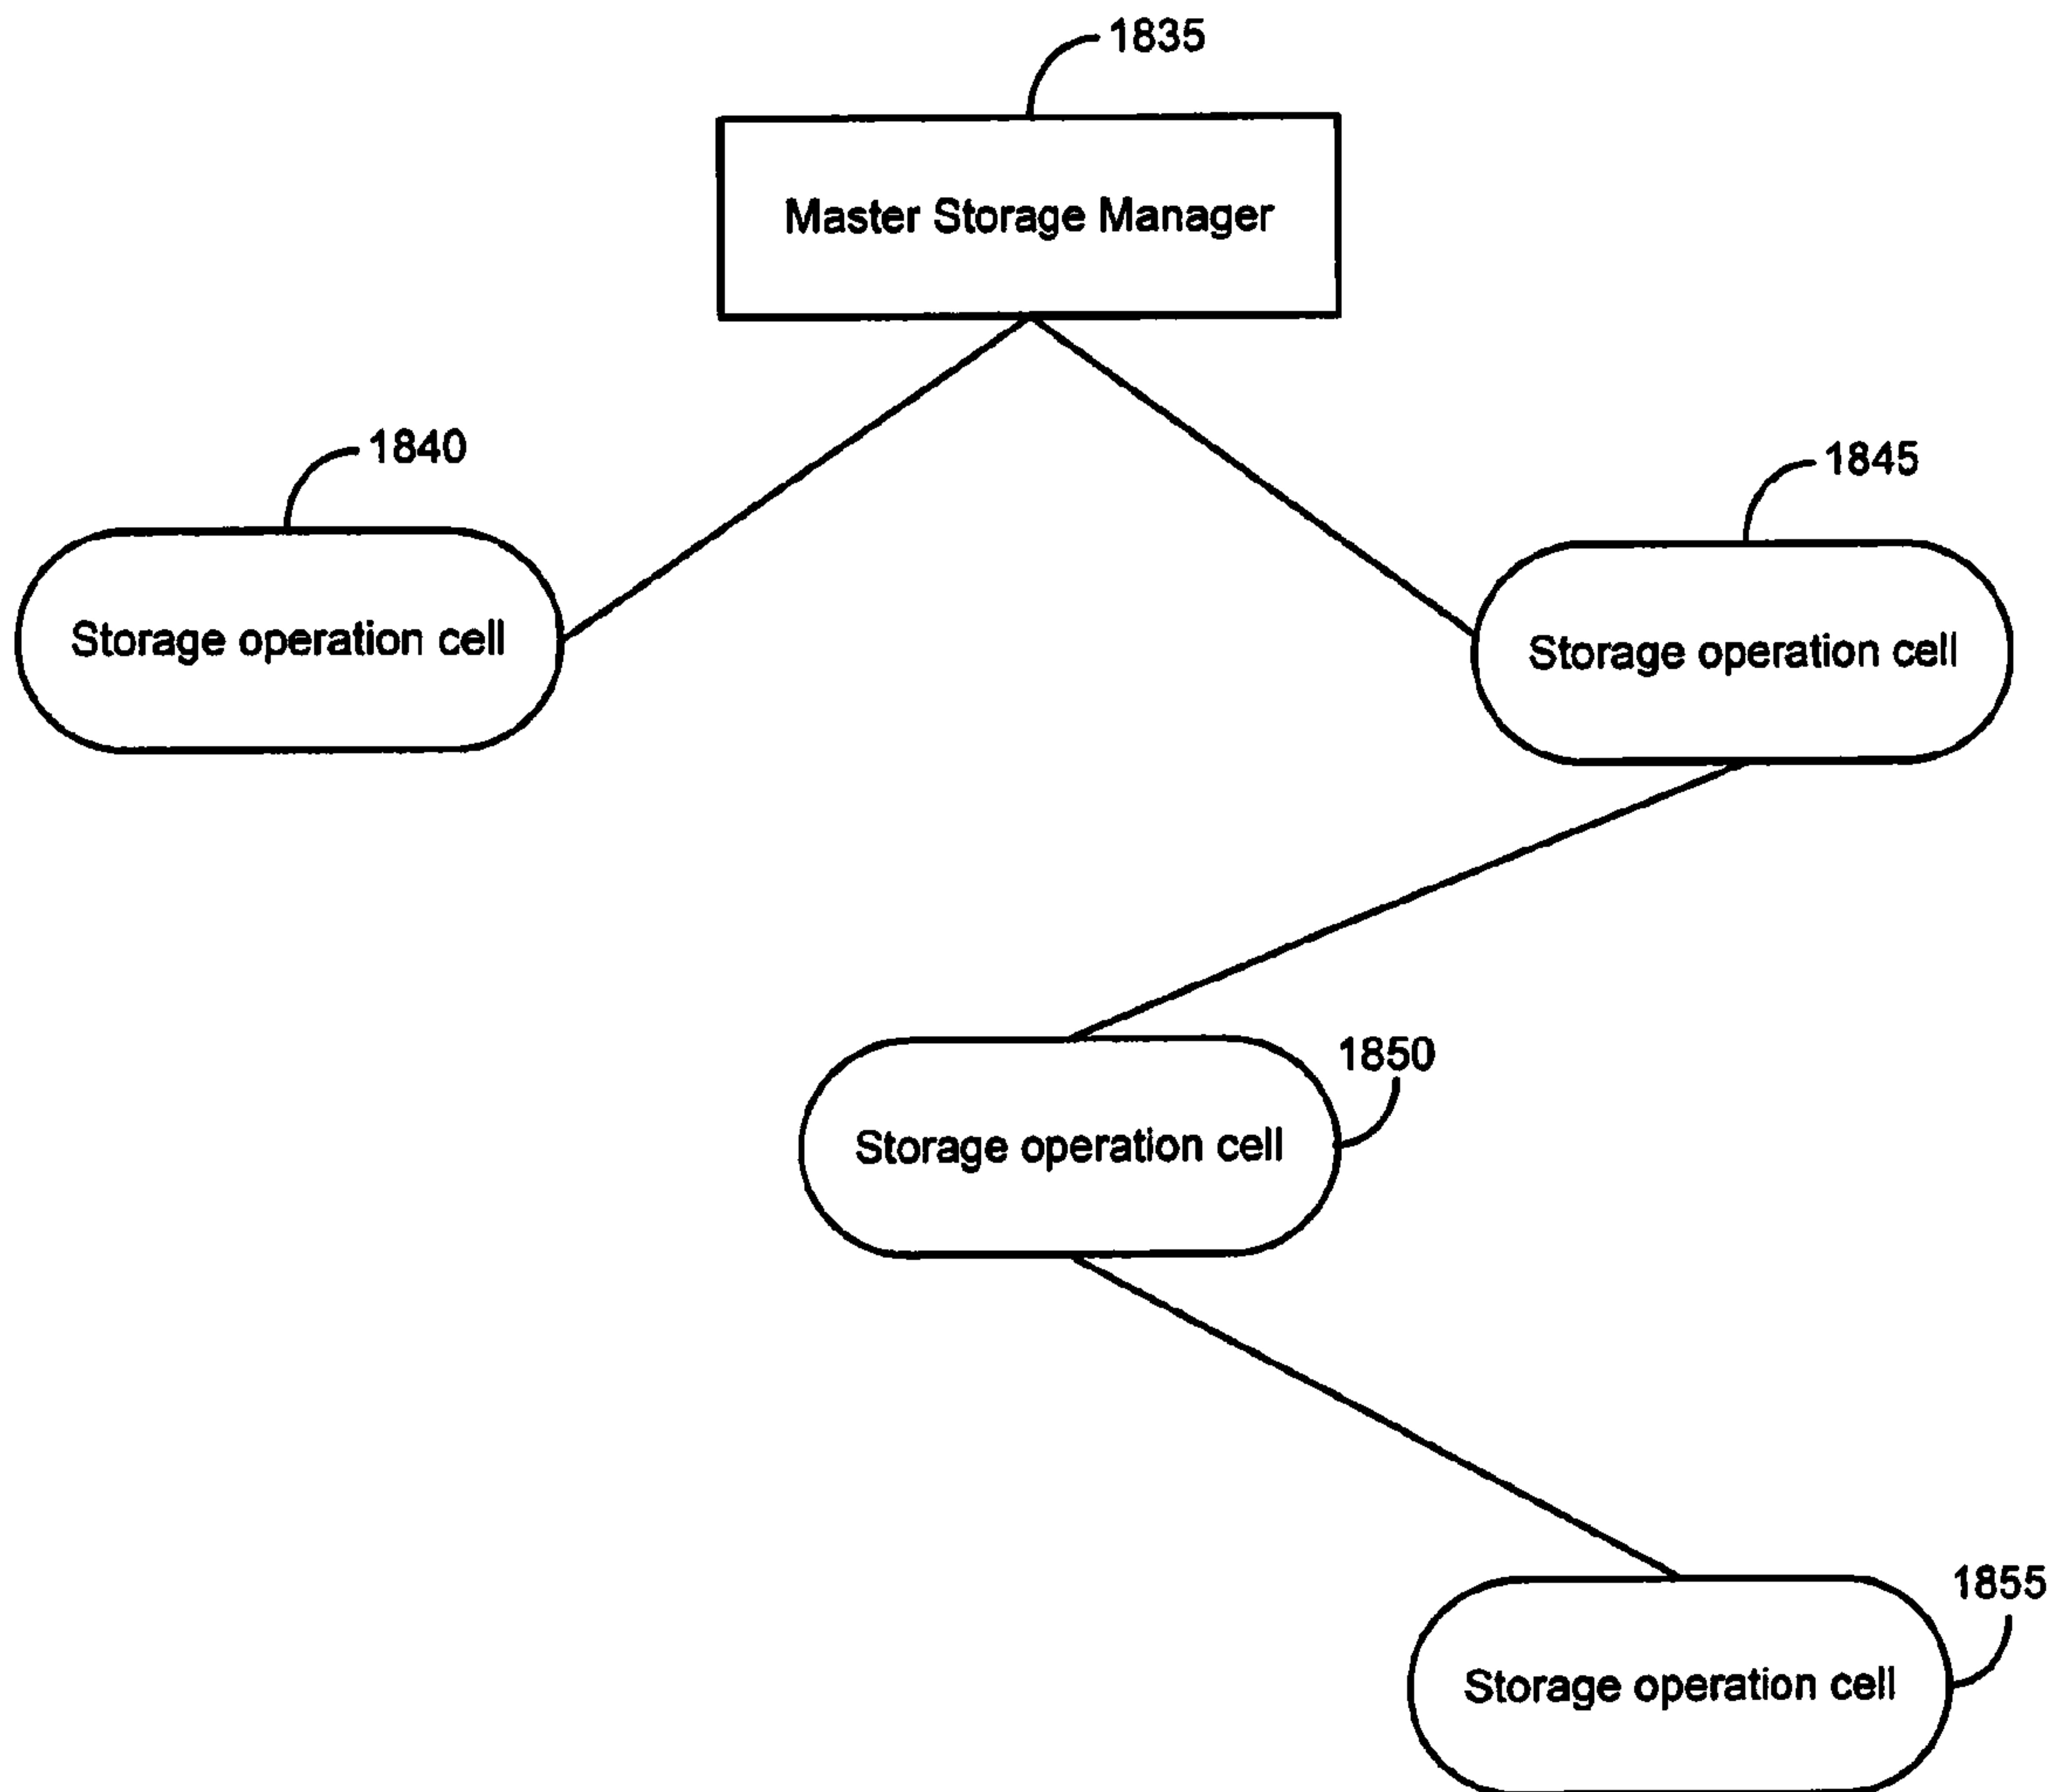 1835
Master Storage Manager
1840
1845
Storage operation cell
Storage operation cell
1850
Storage operation cell
1855
Storage operation cell